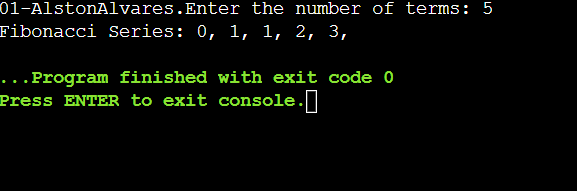 01-AlstonAlvares.Enter the number of terms: 5
Fibonacci Series: 0, 1, 1, 2, 3,
...Program finished with exit code 0
Press ENTER to exit console.